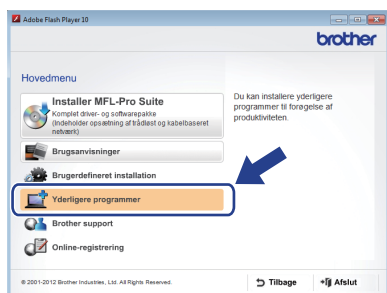 Adobe Flash Player 10
brother
Hovedmenu
Installer MFL-Pro Suite
Komplet driver- og softwarepakke
(Indeholder opsætning af trådløst og kabelbaseret
netværk)
Brugsanvisninger
Brugerdefineret installation
Yderligere programmer
Brother support
Online-registrering
Du kan installere yderligere
programmer til forøgelse af
produktiviteten.
© 2001-2012 Brother Industries, Ltd. All Rights Reserved.
Tilbage
Afslut